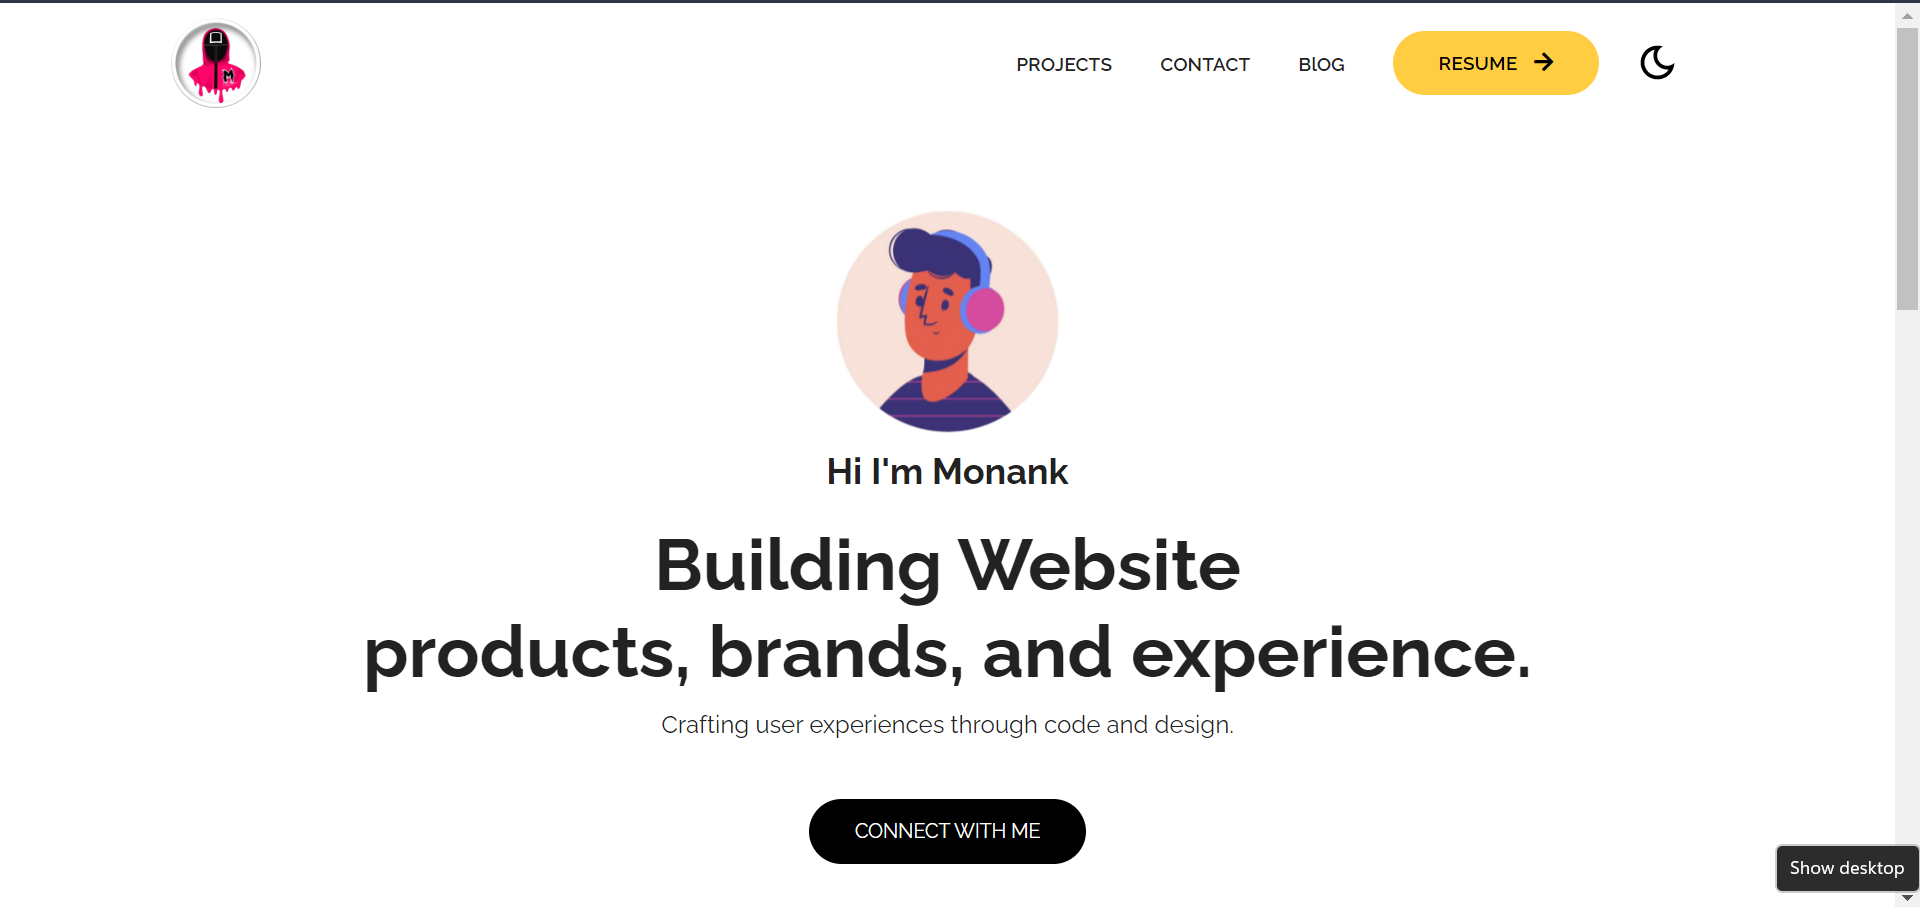 M
PROJECTS
CONTACT
BlOG
RESUME
Hi I'm Monank
Building Website
products, brands, and experience.
Crafting user experiences through code and design.
CONNECT WITH ME
Show desktop